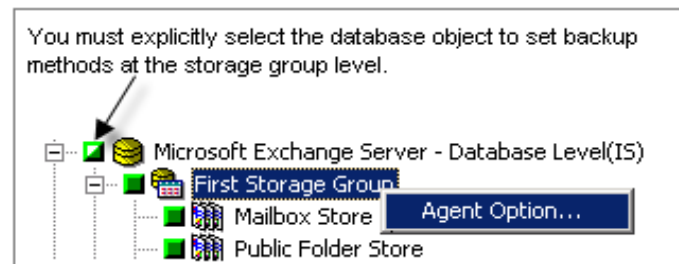 You must explicitly select the database object to set backup
methods at the storage group level.
Microsoft Exchange Server - Database Level(IS)
First Storage Group
Agent Option...
Mailbox Store
Public Folder Store